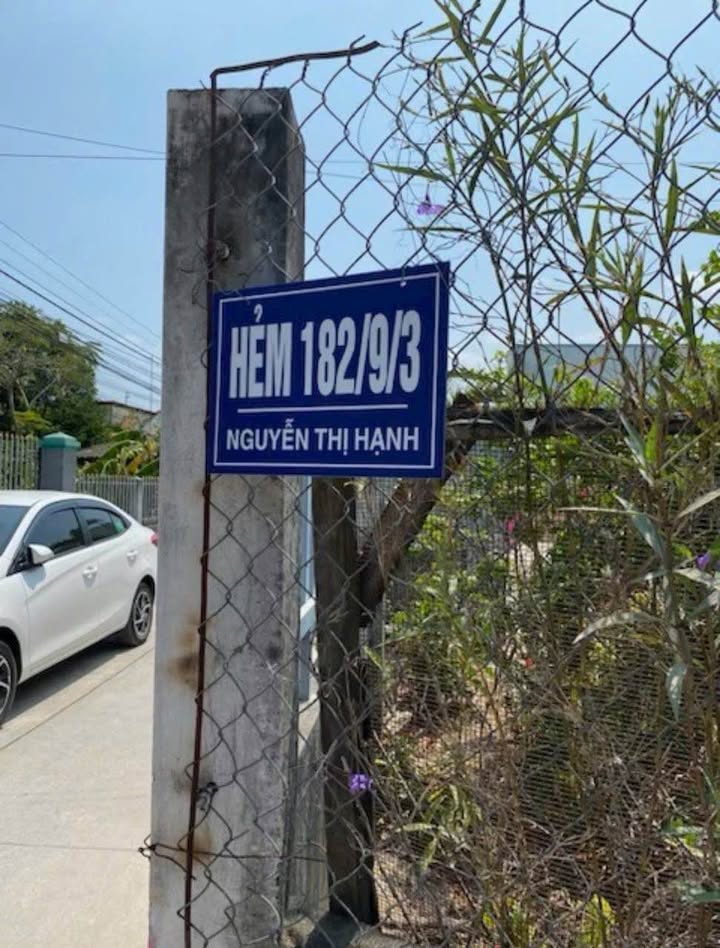 HẺM 182/9/3
NGUYỄN THỊ HẠNH